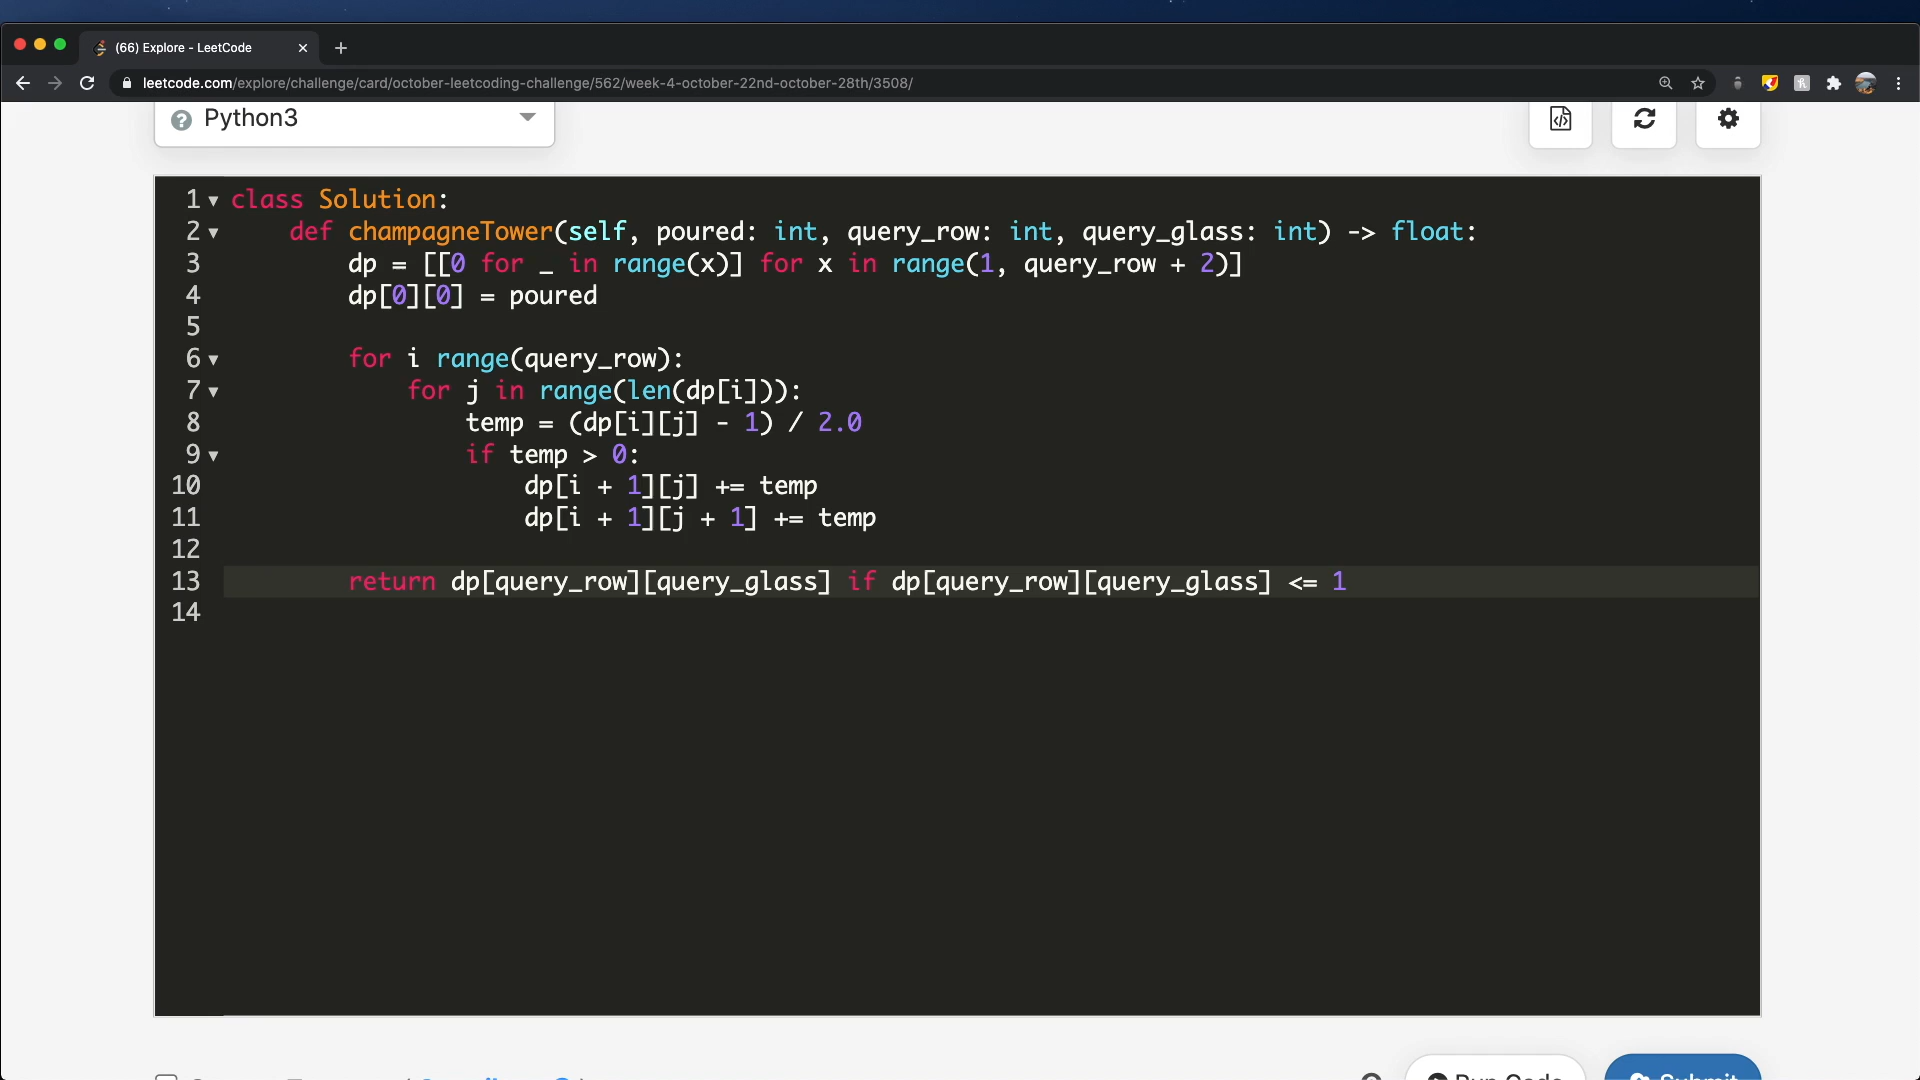 (66) Explore - LeetCode
leetcode.com/explore/challenge/card/october-leetcoding-challenge/562/week-4-october-22nd-october-28th/3508/
Python3
1 class Solution:
2     def champagneTower(self, poured: int, query_row: int, query_glass: int) -> float:
3         dp = [[0 for _ in range(x)] for x in range(1, query_row + 2)]
4         dp[0][0] = poured
5
6         for i range(query_row):
7             for j in range(len(dp[i])):
8                 temp = (dp[i][j] - 1) / 2.0
9                 if temp > 0:
10                     dp[i + 1][j] += temp
11                     dp[i + 1][j + 1] += temp
12
13         return dp[query_row][query_glass] if dp[query_row][query_glass] <= 1
14
Run Code
Submit